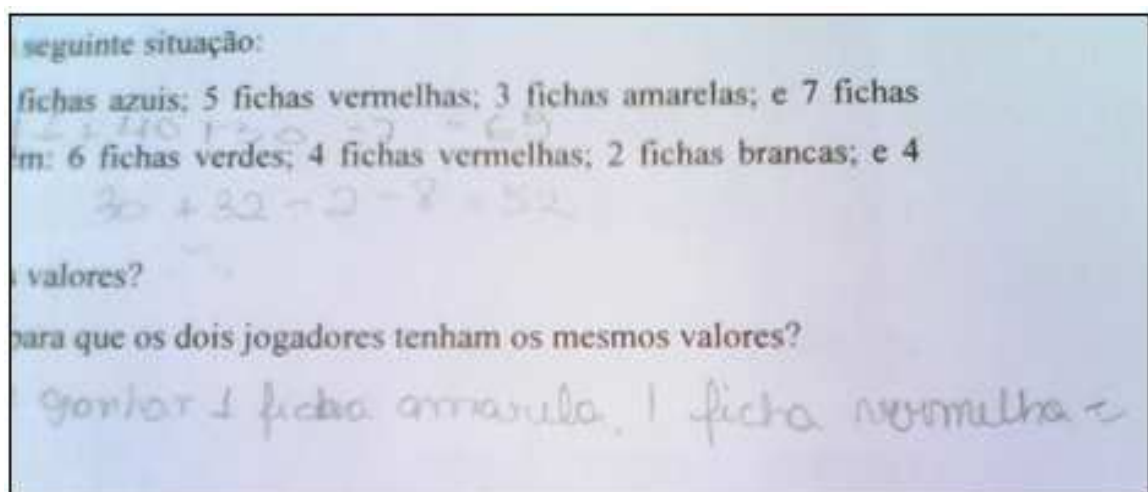 seguinte situação:
fichas azuis; 5 fichas vermelhas; 3 fichas amarelas; e 7 fichas
m: 6 fichas verdes; 4 fichas vermelhas; 2 fichas brancas; e 4
30 + 32 - 2 - 8 = 52
valores?
para que os dois jogadores tenham os mesmos valores?
ganhar 1 ficha amarela, 1 ficha vermelha e